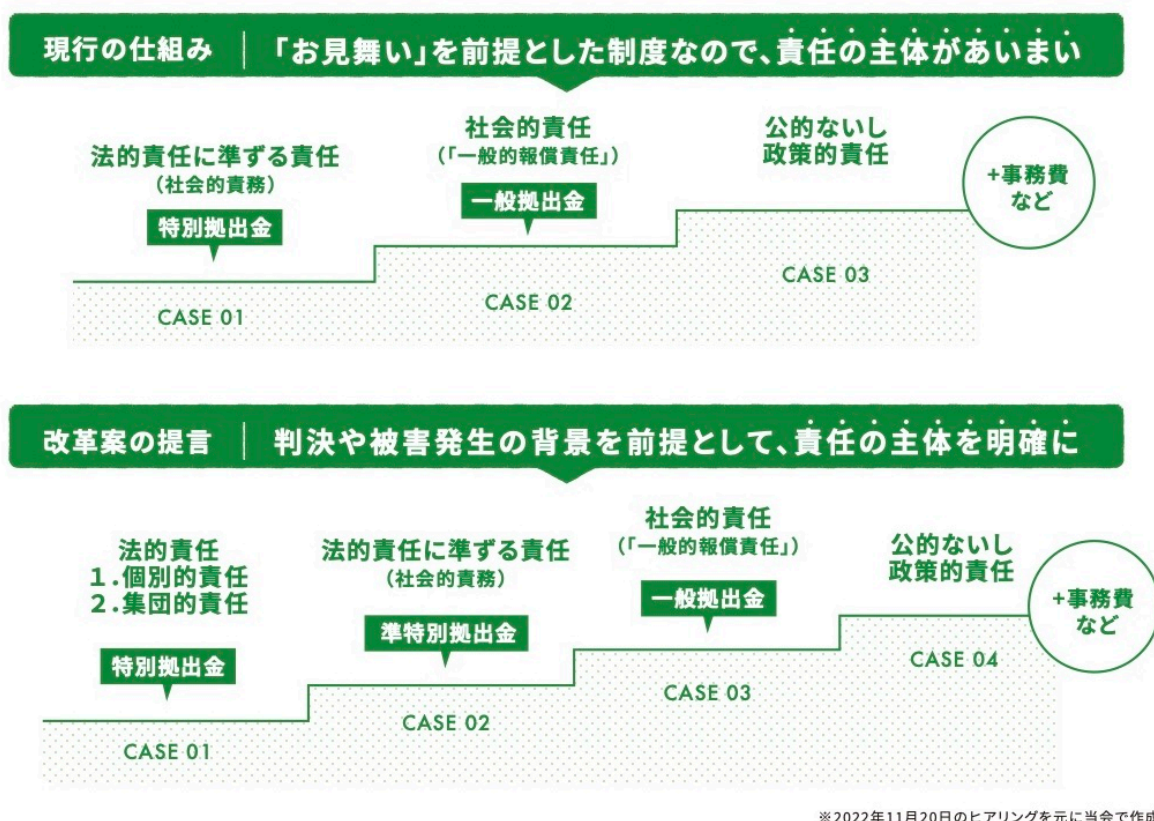 現行の仕組み 「お見舞い」を前提とした制度なので、責任の主体があいまい
法的責任に準ずる責任
（社会的責務）
特別拠出金
CASE 01
社会的責任
（「一般的報償責任」）
一般拠出金
CASE 02
公的ないし
政策的責任
CASE 03
+事務費
など
改革案の提言 判決や被害発生の背景を前提として、責任の主体を明確に
法的責任
1.個別的責任
2.集団的責任
特別拠出金
CASE 01
法的責任に準ずる責任
（社会的責務）
準特別拠出金
CASE 02
社会的責任
（「一般的報償責任」）
一般拠出金
CASE 03
公的ないし
政策的責任
CASE 04
+事務費
など
※2022年11月20日のヒアリングを元に当会で作成